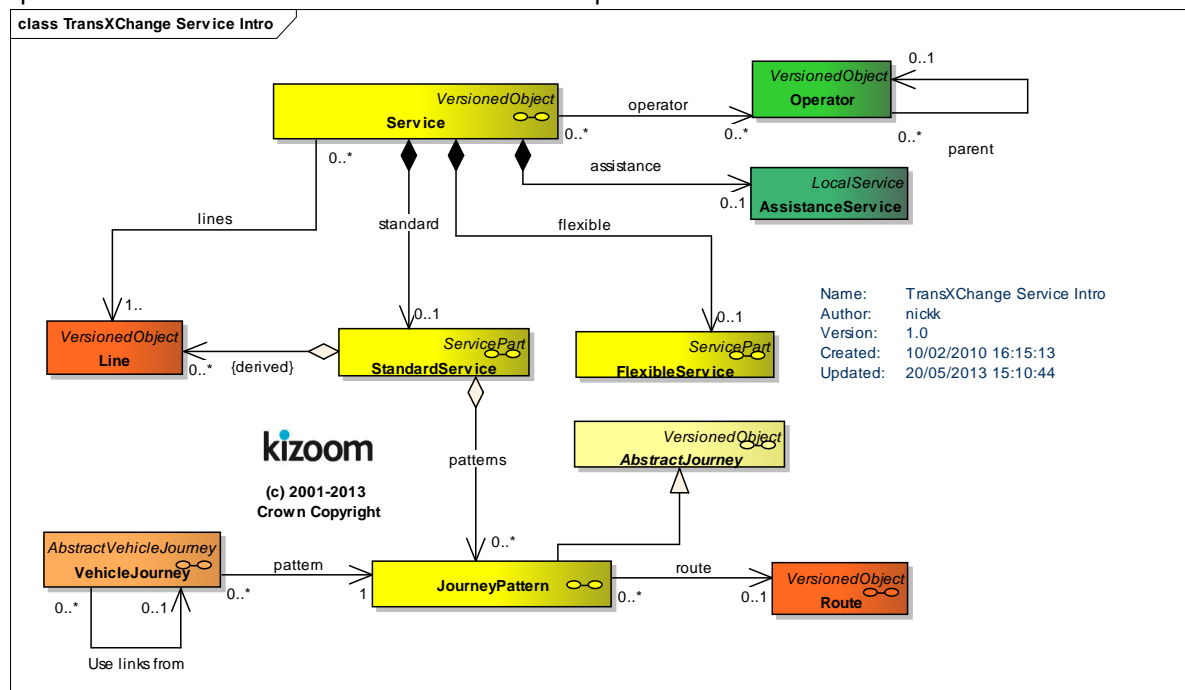 class TransXChange Service Intro
VersionedObject
Service
operator
0..*
0..*
VersionedObject
Operator
0..1
0..*
parent
0..*
assistance
0..1
LocalService
AssistanceService
lines
standard
flexible
1..
0..1
0..1
VersionedObject
Line
0..*
{derived}
ServicePart
StandardService
ServicePart
FlexibleService
Name: TransXChange Service Intro
Author: nickk
Version: 1.0
Created: 10/02/2010 16:15:13
Updated: 20/05/2013 15:10:44
kizoom
(c) 2001-2013
Crown Copyright
patterns
0..*
VersionedObject
AbstractJourney
AbstractVehicleJourney
VehicleJourney
0..*
0..1
Use links from
0..*
pattern
1
JourneyPattern
0..*
route
0..1
VersionedObject
Route